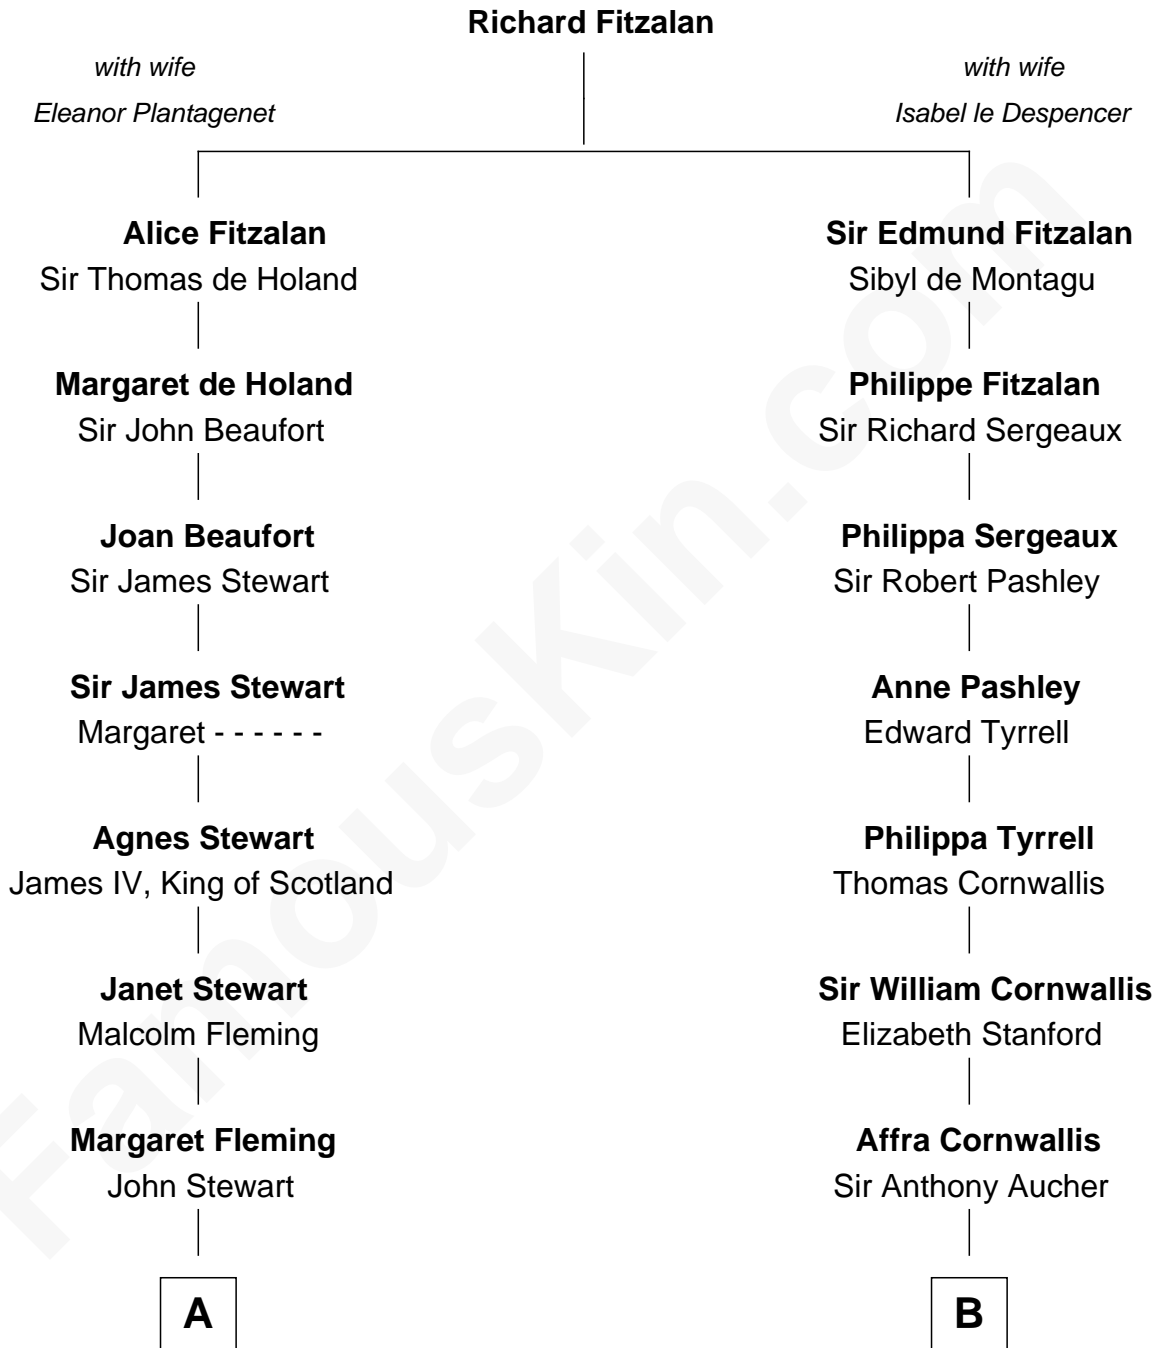 Richard Fitzalan
with wife
Eleanor Plantagenet
with wife
Isabel le Despencer
Alice Fitzalan
Sir Thomas de Holand
Sir Edmund Fitzalan
Sibyl de Montagu
Margaret de Holand
Sir John Beaufort
Philippe Fitzalan
Sir Richard Sergeaux
Joan Beaufort
Sir James Stewart
Philippa Sergeaux
Sir Robert Pashley
Sir James Stewart
Margaret - - - - - -
Anne Pashley
Edward Tyrrell
Agnes Stewart
James IV, King of Scotland
Philippa Tyrrell
Thomas Cornwallis
Janet Stewart
Malcolm Fleming
Sir William Cornwallis
Elizabeth Stanford
Margaret Fleming
John Stewart
Affra Cornwallis
Sir Anthony Aucher
A
B
FamousKin.com